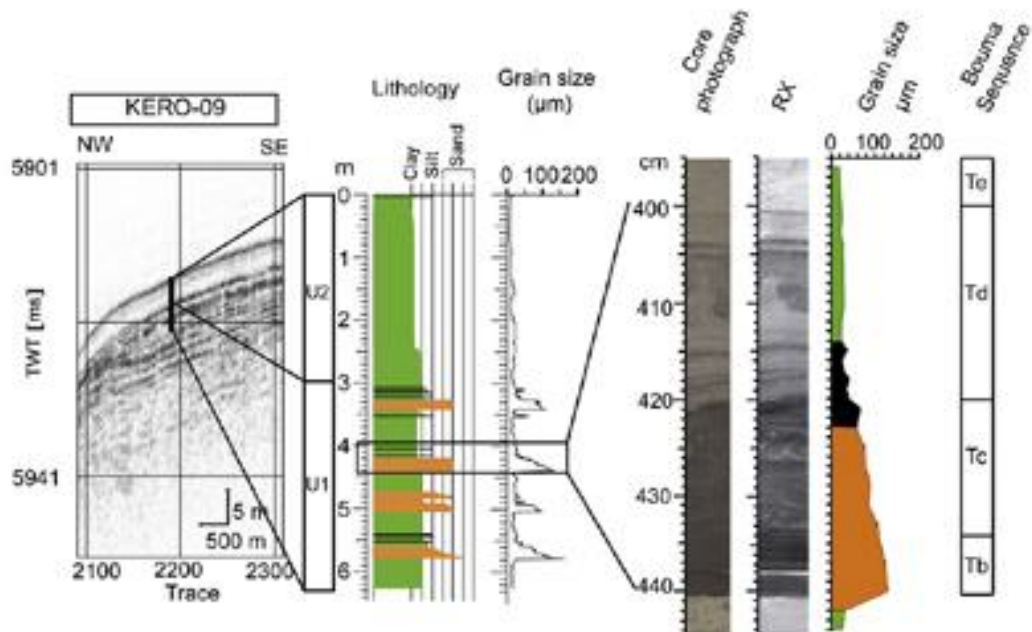 KERO-09
NW SE
5901
TWT [ms]
5941
5 m
500 m
2100 2200 2300
Trace
Lithology
Clay
Silt
Sand
m
0
1
2
3
4
5
6
U2
U1
Grain size
(µm)
0 100 200
Core
photograph
RX
Grain size
µm
Bouma
Sequence
0 100 200
cm
400
410
420
430
440
Te
Td
Tc
Tb